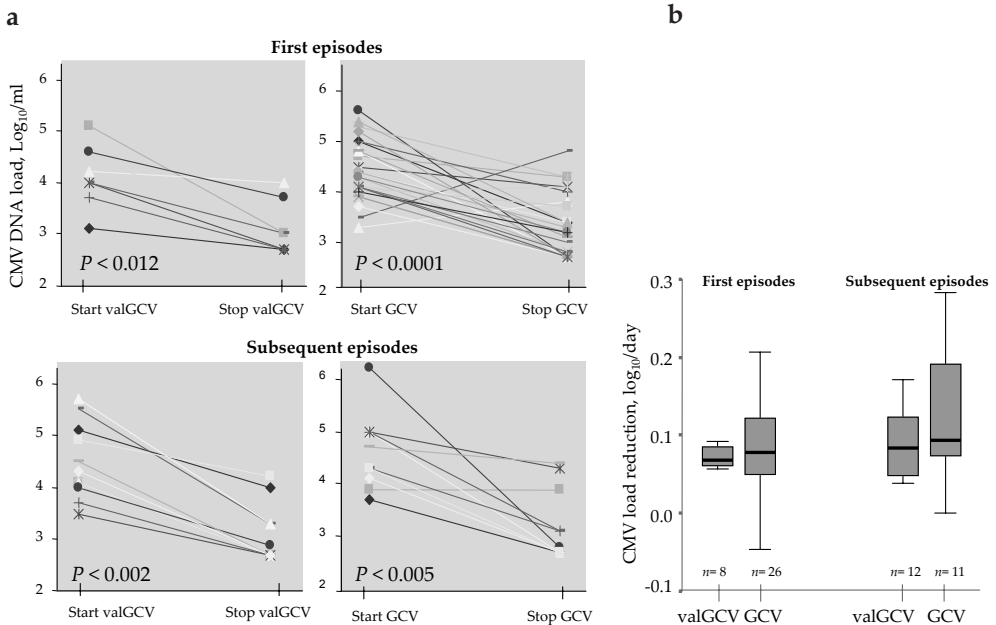 a
First episodes
CMV DNA load, Log10/ml
6
5
4
3
2
P < 0.012
Start valGCV Stop valGCV
6
5
4
3
2
P < 0.0001
Start GCV Stop GCV
Subsequent episodes
6
5
4
3
2
P < 0.002
Start valGCV Stop valGCV
6
5
4
3
2
P < 0.005
Start GCV Stop GCV
b
First episodes Subsequent episodes
CMV load reduction, log10/day
0.3
0.2
0.1
0.0
-0.1
n= 8 n= 26 n= 12 n= 11
valGCV GCV valGCV GCV